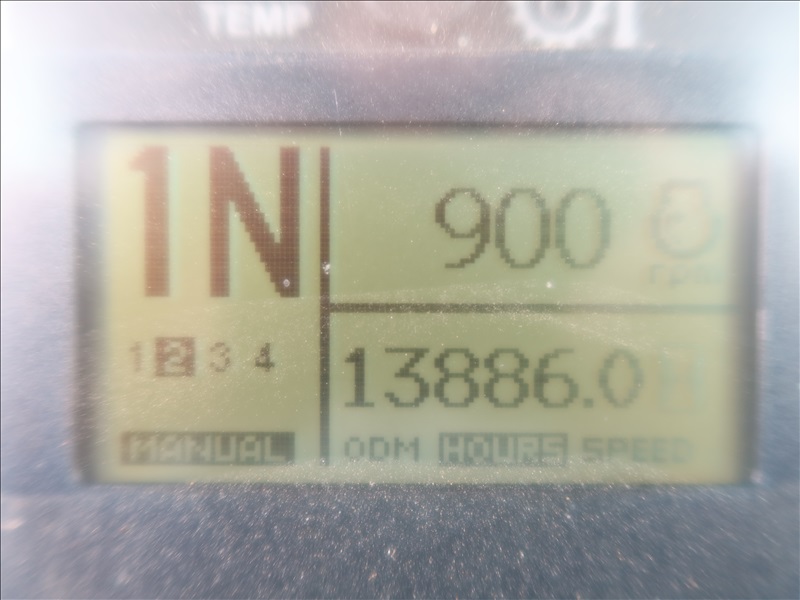 TEMP
1N
900
rpm
1 2 3 4
13886.0 H
MANUAL
ODM HOURS SPEED